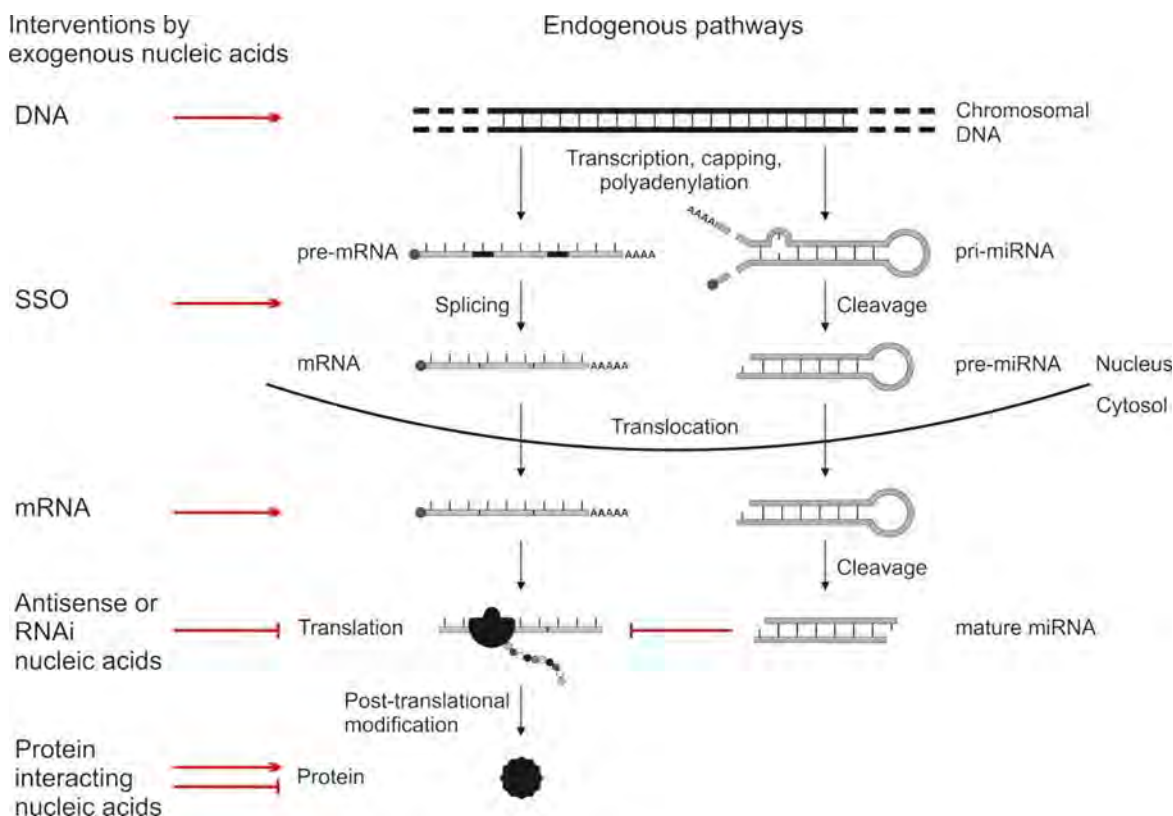 Interventions by
exogenous nucleic acids
Endogenous pathways
DNA
Chromosomal
DNA
Transcription, capping,
polyadenylation
AAAA
pre-mRNA
AAAA
pri-miRNA
SSO
Splicing
Cleavage
mRNA
AAAAA
pre-miRNA
Nucleus
Cytosol
Translocation
mRNA
AAAAA
Cleavage
Antisense or
RNAi
nucleic acids
Translation
mature miRNA
Post-translational
modification
Protein
interacting
nucleic acids
Protein